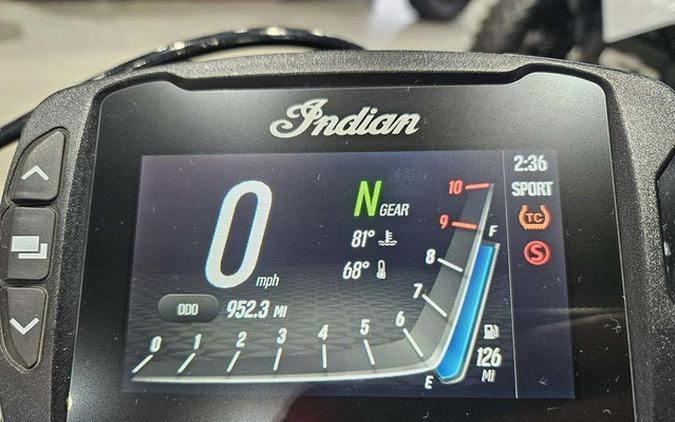 Indian
2:36
SPORT
TC
S
0
mph
N GEAR
81°
68°
ODO 952.3 MI
0 1 2 3 4 5 6 7 8 9 10
F
126
MI
E